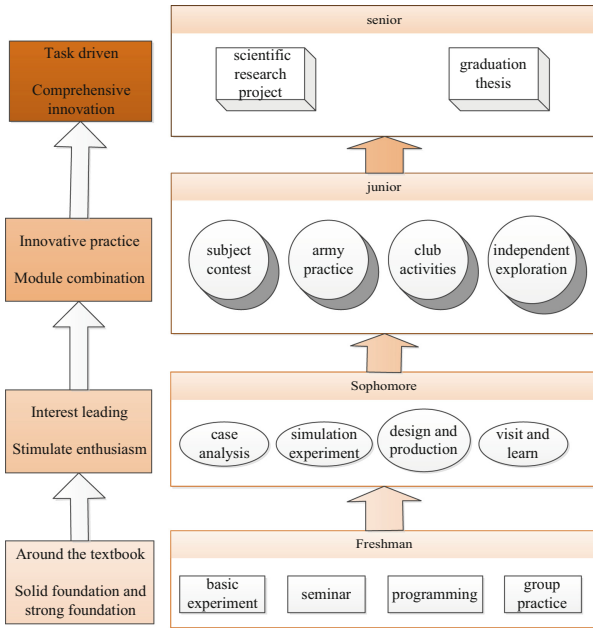 senior
Task driven
Comprehensive
innovation
scientific
research
project
graduation
thesis
junior
Innovative practice
Module combination
subject
contest
army
practice
club
activities
independent
exploration
Sophomore
Interest leading
Stimulate enthusiasm
case
analysis
simulation
experiment
design and
production
visit and
learn
Freshman
Around the textbook
Solid foundation and
strong foundation
basic
experiment
seminar
programming
group
practice